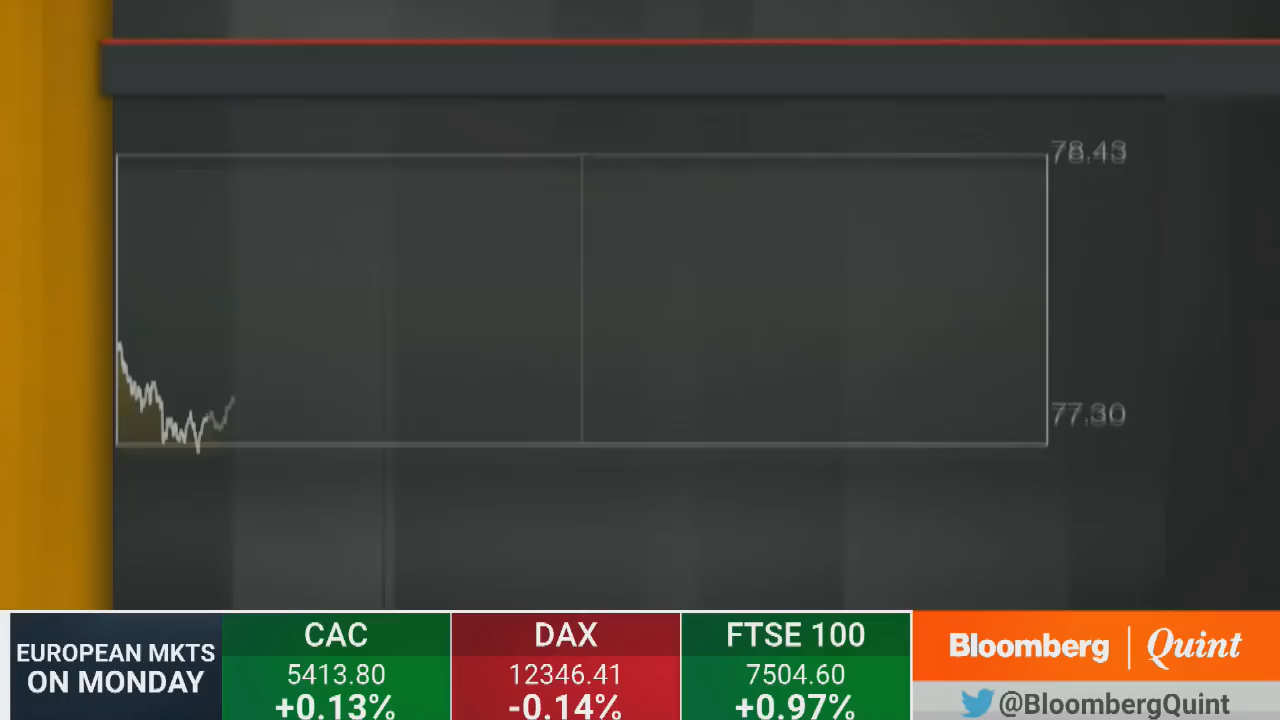 78.43
77.30
EUROPEAN MKTS
ON MONDAY
CAC
5413.80
+0.13%
DAX
12346.41
-0.14%
FTSE 100
7504.60
+0.97%
Bloomberg | Quint
@BloombergQuint